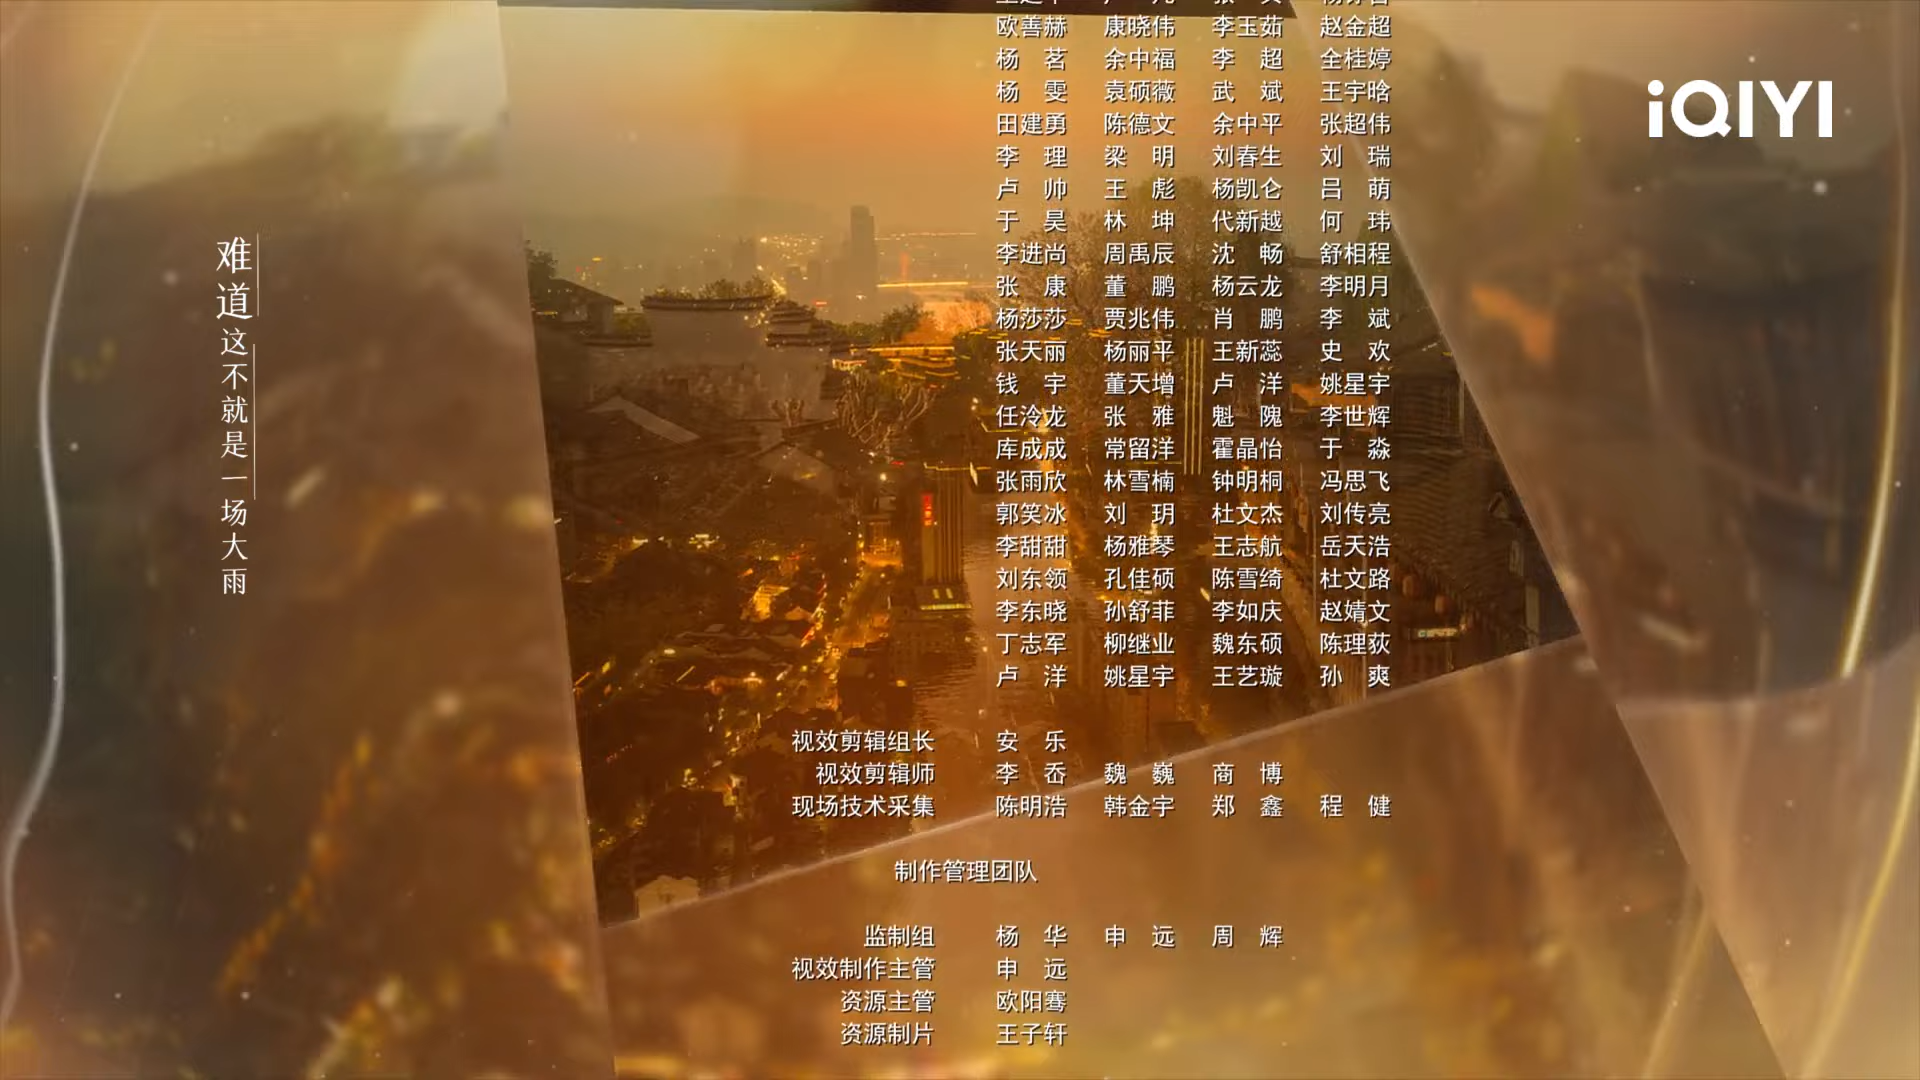 欧善赫 康晓伟 李玉茹 赵金超
杨 茗 余中福 李 超 全桂婷
杨 雯 袁硕薇 武 斌 王宇晗
田建勇 陈德文 余中平 张超伟
李 理 梁 明 刘春生 刘 瑞
卢 帅 王 彪 杨凯仑 吕 萌
于 昊 林 坤 代新越 何 玮
李进尚 周禹辰 沈 畅 舒相程
张 康 董 鹏 杨云龙 李明月
杨莎莎 贾兆伟 肖 鹏 李 斌
张天丽 杨丽平 王新蕊 史 欢
钱 宇 董天增 卢 洋 姚星宇
任泠龙 张 雅 魁 隗 李世辉
库成成 常留洋 霍晶怡 于 淼
张雨欣 林雪楠 钟明桐 冯思飞
郭笑冰 刘 玥 杜文杰 刘传亮
李甜甜 杨雅琴 王志航 岳天浩
刘东领 孔佳硕 陈雪绮 杜文路
李东晓 孙舒菲 李如庆 赵婧文
丁志军 柳继业 魏东硕 陈理荻
卢 洋 姚星宇 王艺璇 孙 爽
视效剪辑组长 安 乐
视效剪辑师 李 岙 魏 巍 商 博
现场技术采集 陈明浩 韩金宇 郑 鑫 程 健
制作管理团队
监制组 杨 华 申 远 周 辉
视效制作主管 申 远
资源主管 欧阳骞
资源制片 王子轩
难道这不就是一场大雨
iQIYI